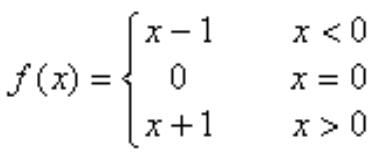 x − 1 x < 0
f(x) = { 0 x = 0
x + 1 x > 0